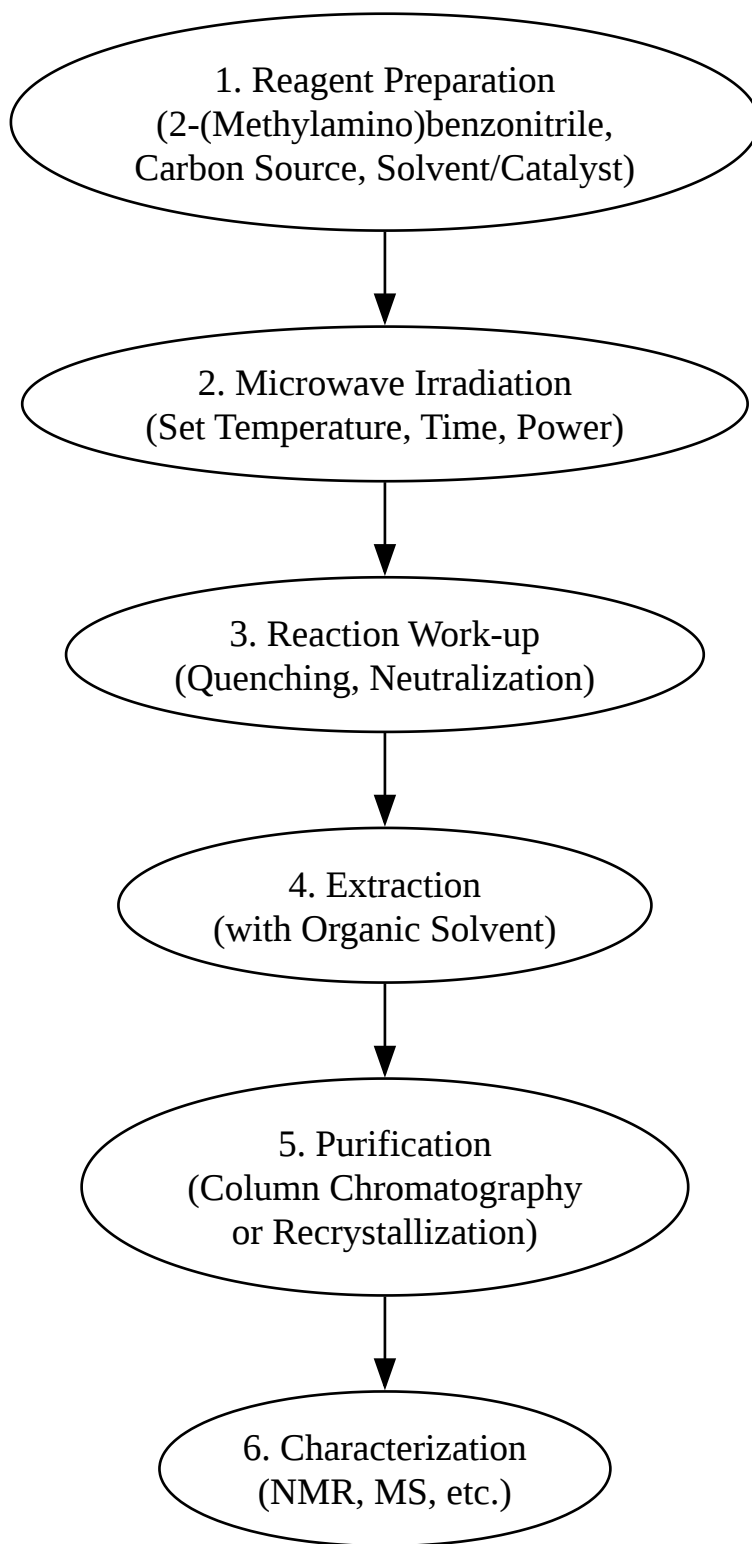 1. Reagent Preparation
(2-(Methylamino)benzonitrile,
Carbon Source, Solvent/Catalyst)
2. Microwave Irradiation
(Set Temperature, Time, Power)
3. Reaction Work-up
(Quenching, Neutralization)
4. Extraction
(with Organic Solvent)
5. Purification
(Column Chromatography
or Recrystallization)
6. Characterization
(NMR, MS, etc.)